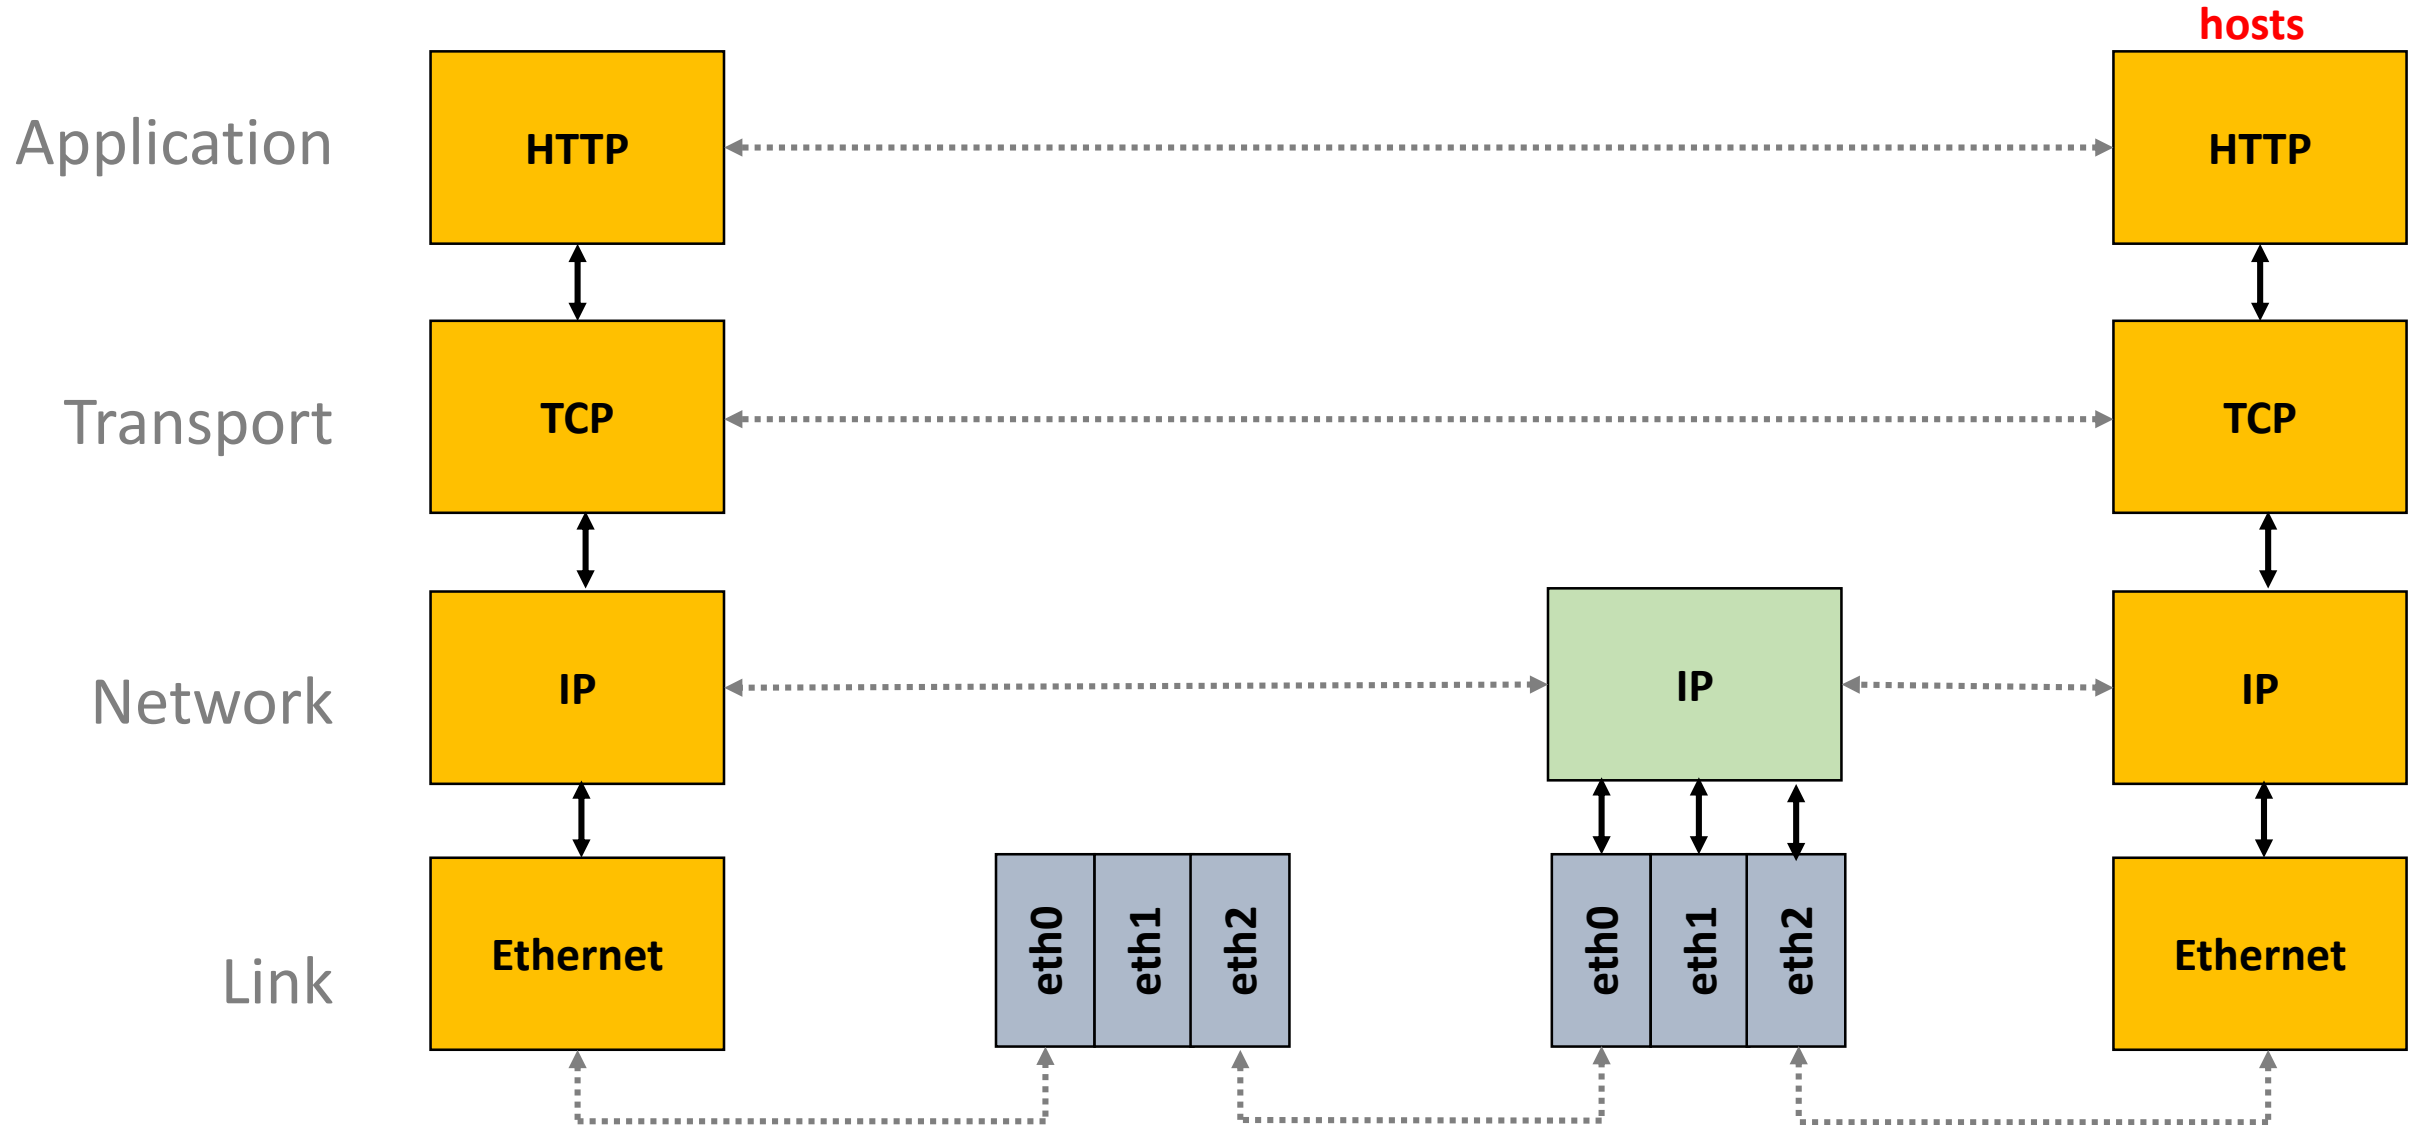 hosts
Application
HTTP
HTTP
Transport
TCP
TCP
Network
IP
IP
IP
Link
Ethernet
eth0
eth1
eth2
eth0
eth1
eth2
Ethernet